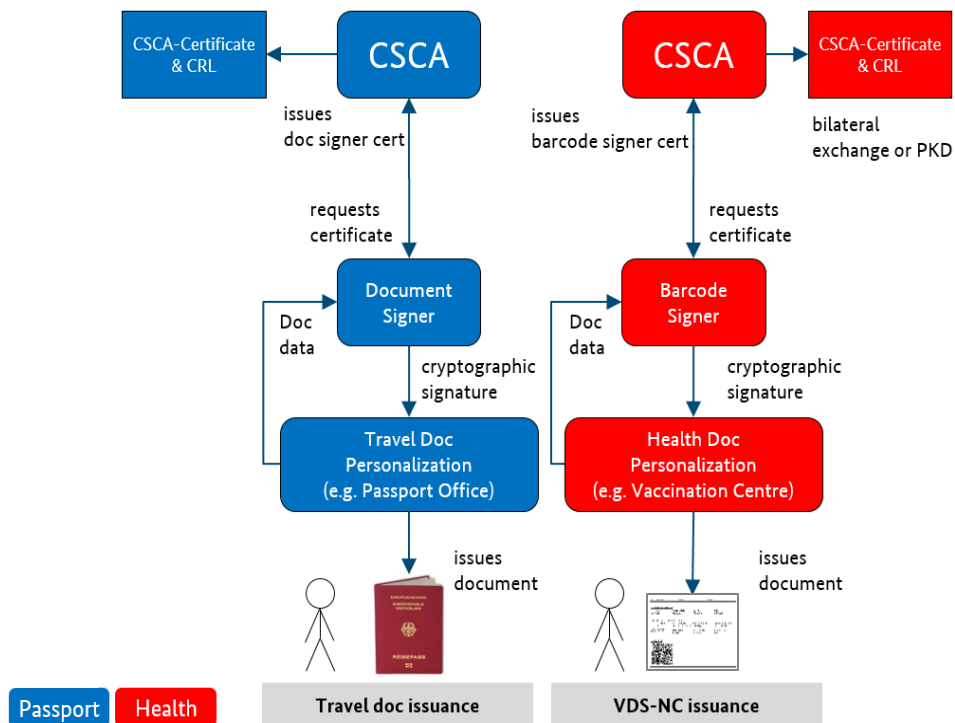 CSCA-Certificate
& CRL
CSCA
CSCA
CSCA-Certificate
& CRL
issues
doc signer cert
issues
barcode signer cert
bilateral
exchange or PKD
requests
certificate
requests
certificate
Document
Signer
Barcode
Signer
Doc
data
Doc
data
cryptographic
signature
cryptographic
signature
Travel Doc
Personalization
(e.g. Passport Office)
Health Doc
Personalization
(e.g. Vaccination Centre)
issues
document
issues
document
REISEPASS
Passport
Health
Travel doc issuance
VDS-NC issuance